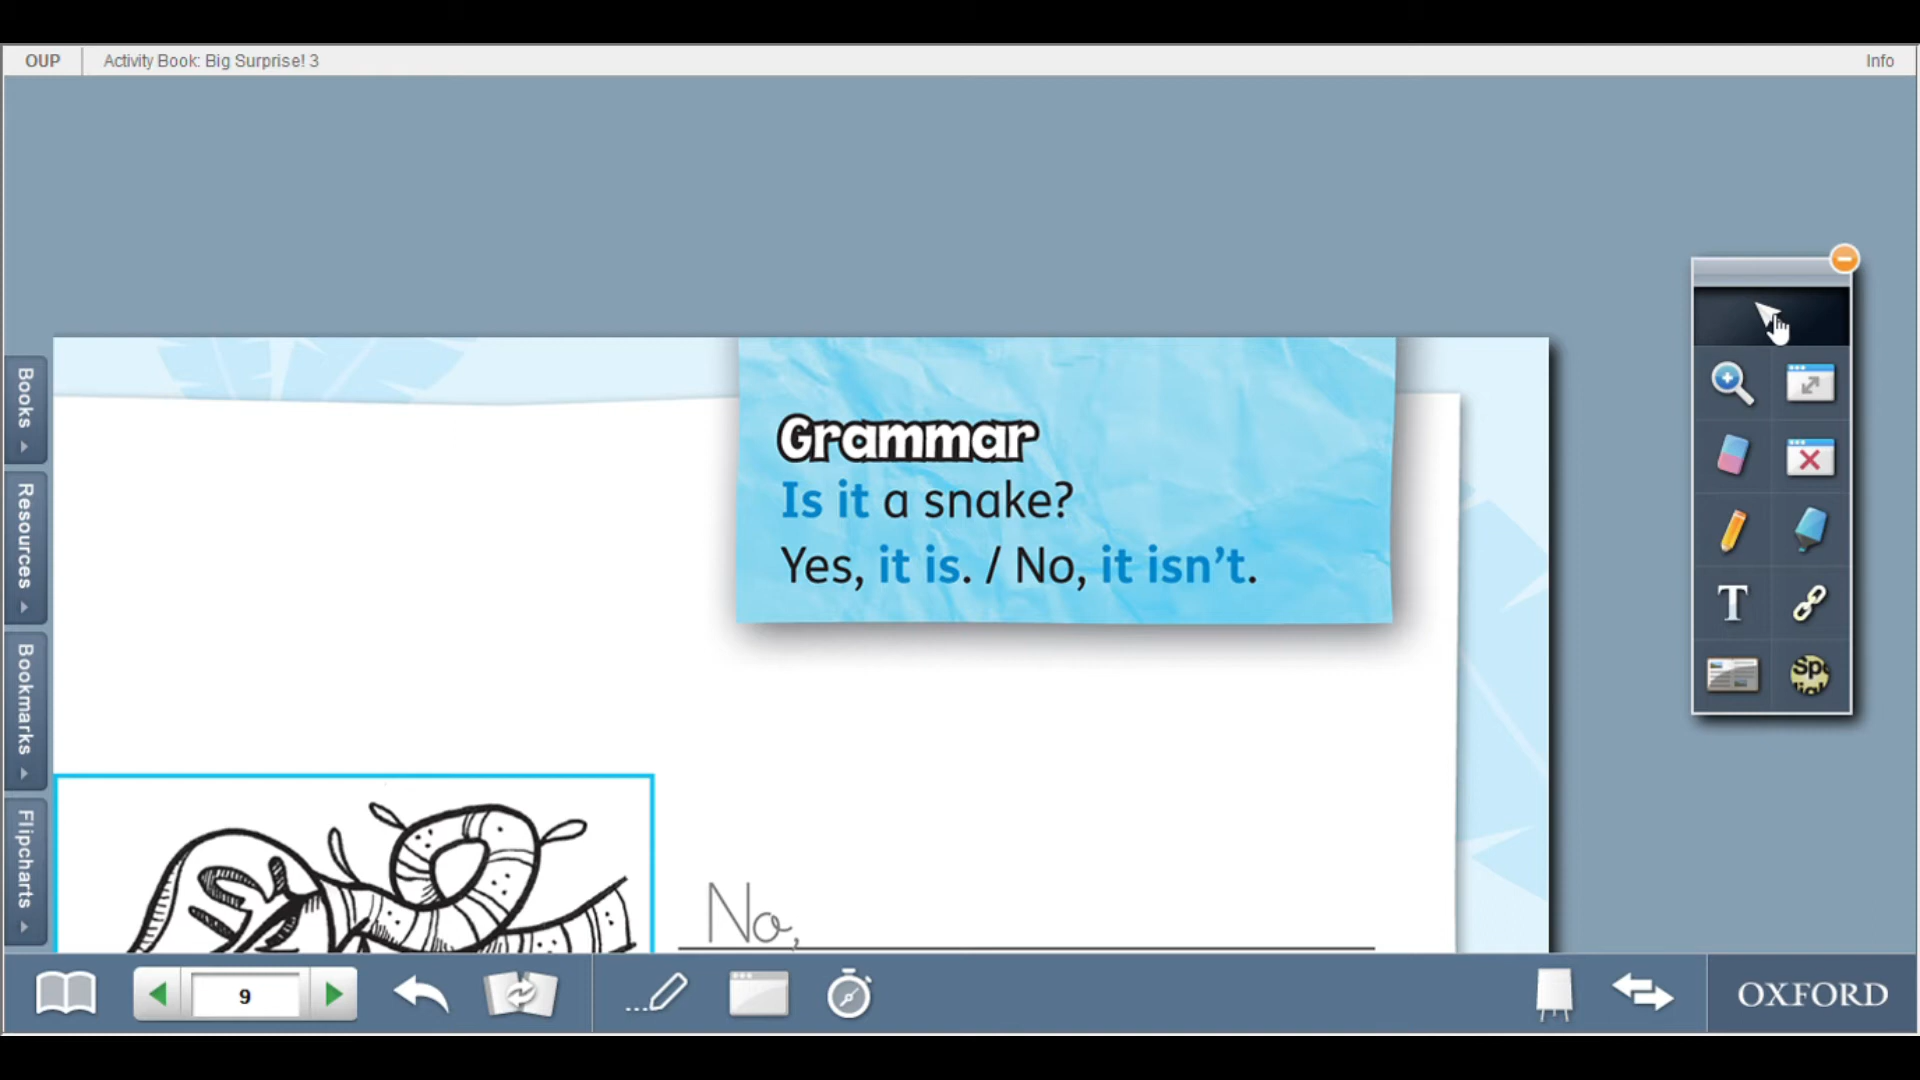 OUP Activity Book: Big Surprise! 3 Info
Grammar
Is it a snake?
Yes, it is. / No, it isn't.
Books
Resources
Bookmarks
Flipcharts
T
No,
9
OXFORD